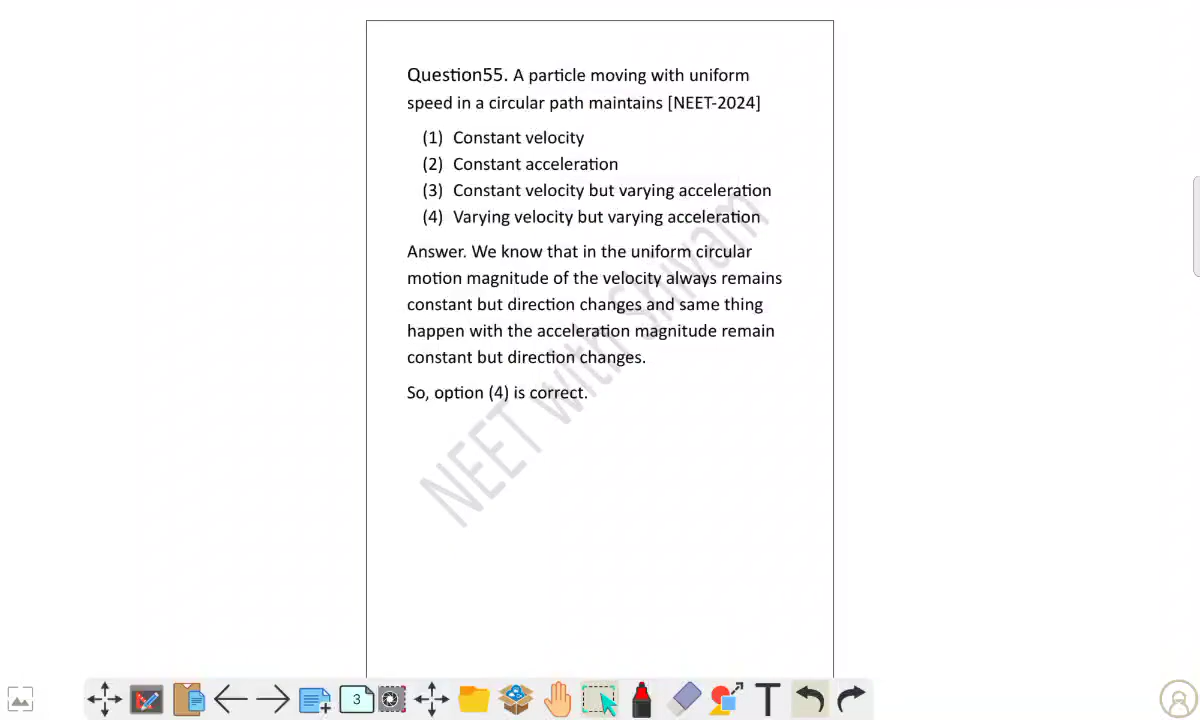 Question55. A particle moving with uniform
speed in a circular path maintains [NEET-2024]
(1) Constant velocity
(2) Constant acceleration
(3) Constant velocity but varying acceleration
(4) Varying velocity but varying acceleration
Answer. We know that in the uniform circular
motion magnitude of the velocity always remains
constant but direction changes and same thing
happen with the acceleration magnitude remain
constant but direction changes.
So, option (4) is correct.
NEET with Shivam
3
T